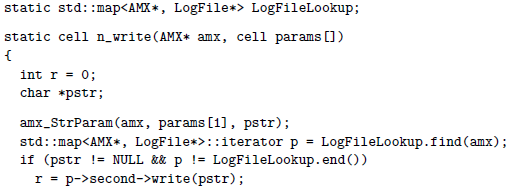 static std::map<AMX*, LogFile*> LogFileLookup;
static cell n_write(AMX* amx, cell params[])
{
int r = 0;
char *pstr;
amx_StrParam(amx, params[1], pstr);
std::map<AMX*, LogFile*>::iterator p = LogFileLookup.find(amx);
if (pstr != NULL && p != LogFileLookup.end())
r = p->second->write(pstr);